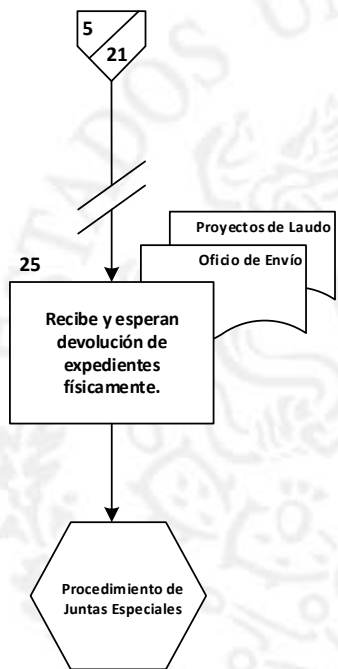 5
21
Proyectos de Laudo
Oficio de Envío
25
Recibe y esperan
devolución de
expedientes
físicamente.
Procedimiento de
Juntas Especiales